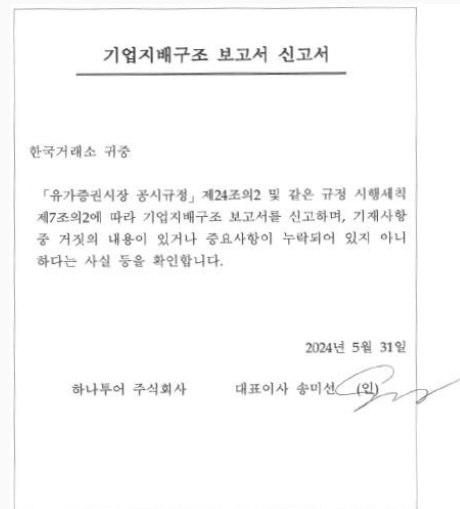 기업지배구조 보고서 신고서
한국거래소 귀중
「유가증권시장 공시규정」 제24조의2 및 같은 규정 시행세칙
제7조의2에 따라 기업지배구조 보고서를 신고하며, 기재사항
중 거짓의 내용이 있거나 중요사항이 누락되어 있지 아니
하다는 사실 등을 확인합니다.
2024년 5월 31일
하나투어 주식회사 대표이사 송미선 (인)